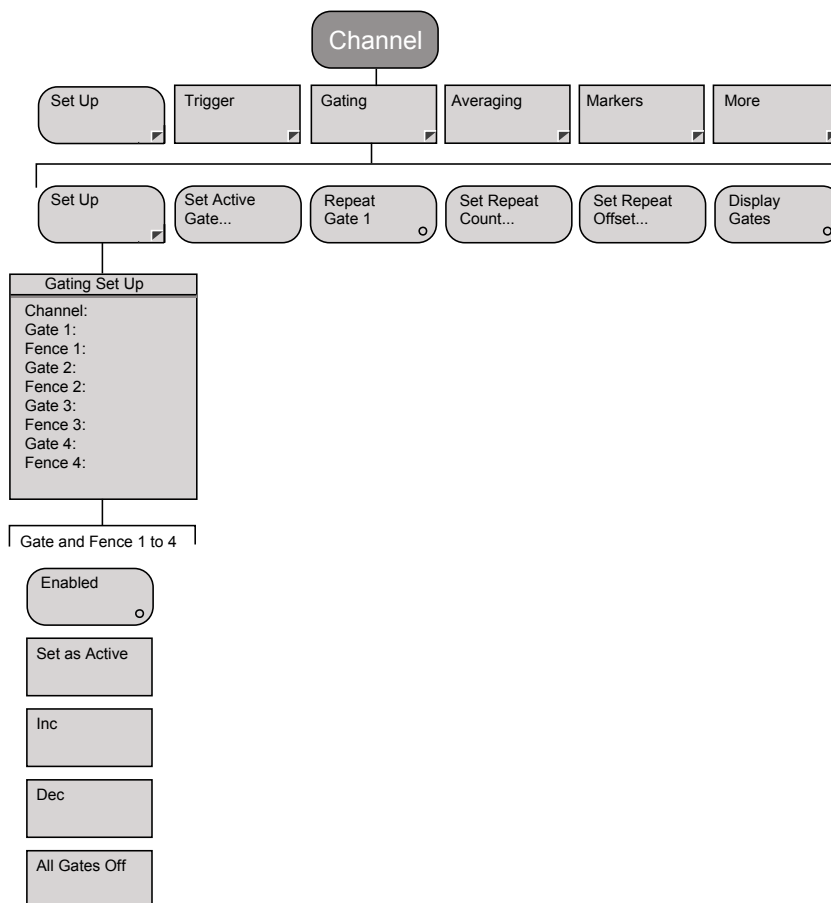 Channel
Set Up
Trigger
Gating
Averaging
Markers
More
Set Up
Set Active
Gate...
Repeat
Gate 1
Set Repeat
Count...
Set Repeat
Offset...
Display
Gates
Gating Set Up
Channel:
Gate 1:
Fence 1:
Gate 2:
Fence 2:
Gate 3:
Fence 3:
Gate 4:
Fence 4:
Gate and Fence 1 to 4
Enabled
Set as Active
Inc
Dec
All Gates Off